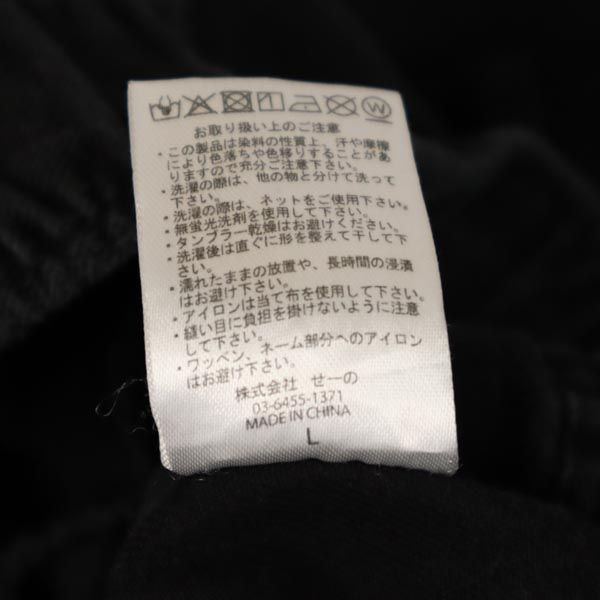 お取り扱い上のご注意
・この製品は染料の性質上、汗や摩擦
により色落ちや色移りすることがあ
りますので充分ご注意下さい。
・洗濯の際は、他の物と分けて洗って
下さい。
・洗濯の際は、ネットをご使用下さい。
・無蛍光洗剤を使用して下さい。
・タンブラー乾燥はお避けください。
・洗濯後は直ぐに形を整えて干して下
さい。
・濡れたままの放置や、長時間の浸漬
はお避け下さい。
・アイロンは当て布を使用して下さい。
・縫い目に負担を掛けないように注意
して下さい。
・ワッペン、ネーム部分へのアイロン
はお避け下さい。
株式会社 せーの
03-6455-1371
MADE IN CHINA
L